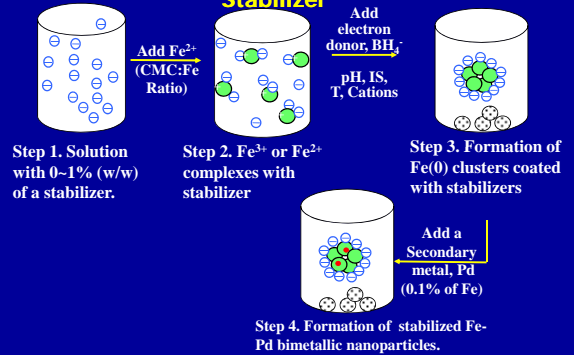 Stabilizer
Add Fe²⁺
(CMC:Fe
Ratio)
Add
electron
donor, BH₄⁻
pH, IS,
T, Cations
Step 1. Solution
with 0~1% (w/w)
of a stabilizer.
Step 2. Fe³⁺ or Fe²⁺
complexes with
stabilizer
Step 3. Formation of
Fe(0) clusters coated
with stabilizers
Add a
Secondary
metal, Pd
(0.1% of Fe)
Step 4. Formation of stabilized Fe-
Pd bimetallic nanoparticles.